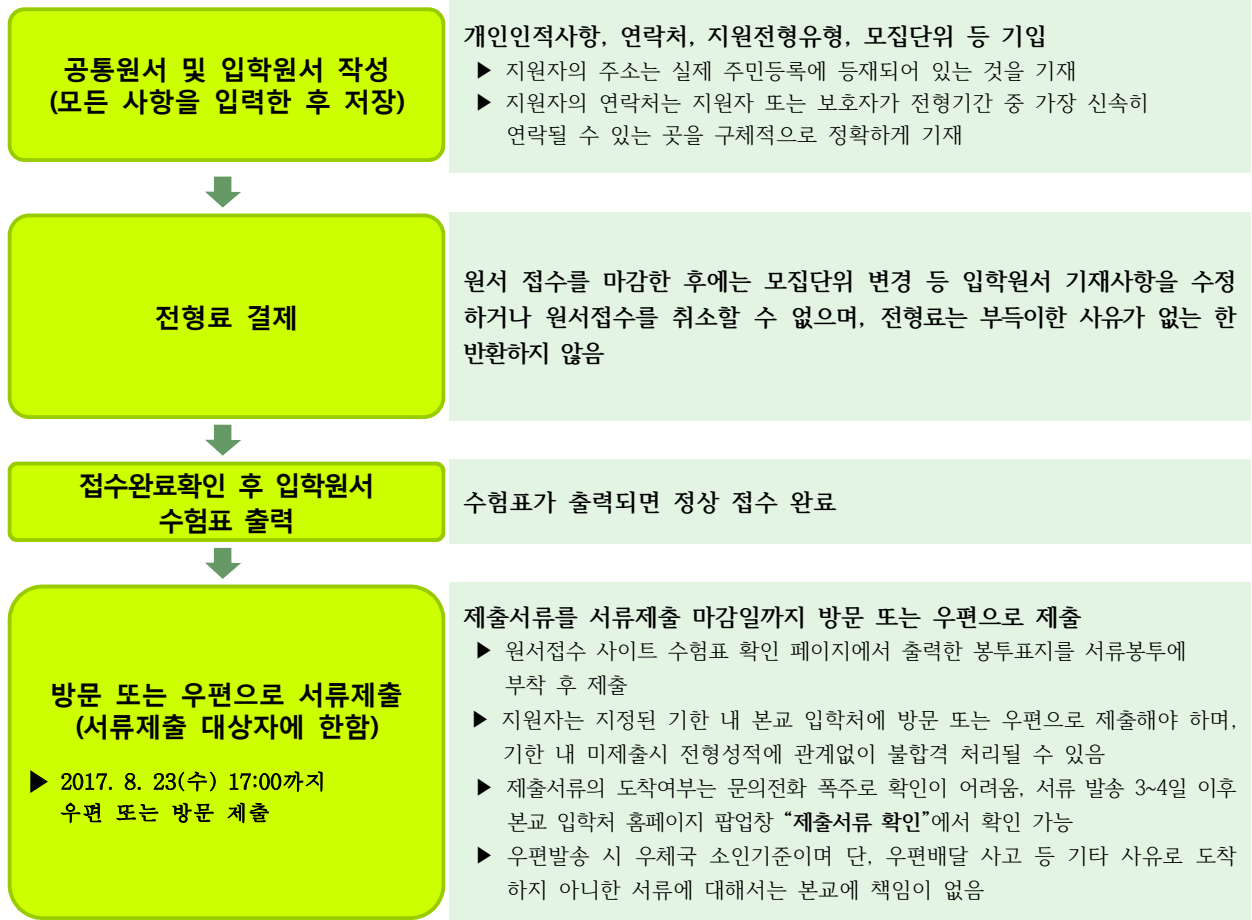 공통원서 및 입학원서 작성
(모든 사항을 입력한 후 저장)
개인인적사항, 연락처, 지원전형유형, 모집단위 등 기입
▶ 지원자의 주소는 실제 주민등록에 등재되어 있는 것을 기재
▶ 지원자의 연락처는 지원자 또는 보호자가 전형기간 중 가장 신속히
연락될 수 있는 곳을 구체적으로 정확하게 기재
전형료 결제
원서 접수를 마감한 후에는 모집단위 변경 등 입학원서 기재사항을 수정
하거나 원서접수를 취소할 수 없으며, 전형료는 부득이한 사유가 없는 한
반환하지 않음
접수완료확인 후 입학원서
수험표 출력
수험표가 출력되면 정상 접수 완료
방문 또는 우편으로 서류제출
(서류제출 대상자에 한함)
▶ 2017. 8. 23(수) 17:00까지
우편 또는 방문 제출
제출서류를 서류제출 마감일까지 방문 또는 우편으로 제출
▶ 원서접수 사이트 수험표 확인 페이지에서 출력한 봉투표지를 서류봉투에
부착 후 제출
▶ 지원자는 지정된 기한 내 본교 입학처에 방문 또는 우편으로 제출해야 하며,
기한 내 미제출시 전형성적에 관계없이 불합격 처리될 수 있음
▶ 제출서류의 도착여부는 문의전화 폭주로 확인이 어려움, 서류 발송 3~4일 이후
본교 입학처 홈페이지 팝업창 “제출서류 확인”에서 확인 가능
▶ 우편발송 시 우체국 소인기준이며 단, 우편배달 사고 등 기타 사유로 도착
하지 아니한 서류에 대해서는 본교에 책임이 없음